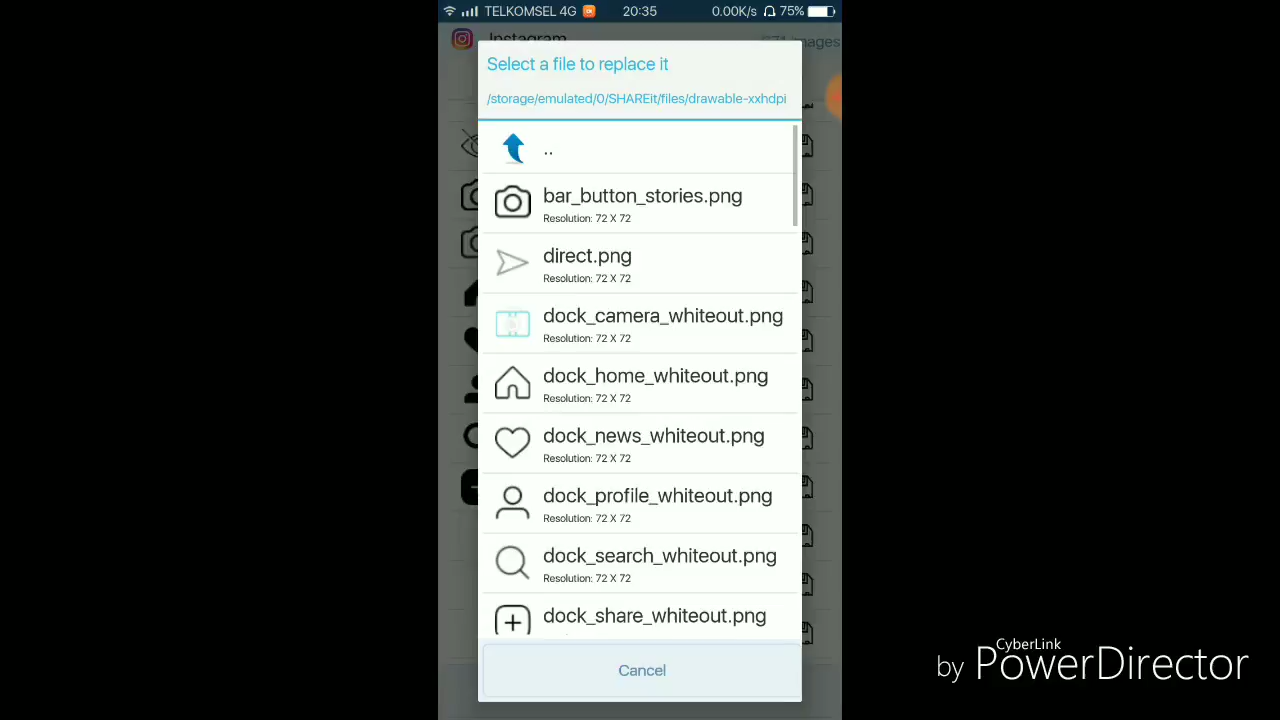 TELKOMSEL 4G 20:35 0.00K/s 75%
Instagram images
Select a file to replace it
/storage/emulated/0/SHAREit/files/drawable-xxhdpi
..
bar_button_stories.png
Resolution: 72 X 72
direct.png
Resolution: 72 X 72
dock_camera_whiteout.png
Resolution: 72 X 72
dock_home_whiteout.png
Resolution: 72 X 72
dock_news_whiteout.png
Resolution: 72 X 72
dock_profile_whiteout.png
Resolution: 72 X 72
dock_search_whiteout.png
Resolution: 72 X 72
dock_share_whiteout.png
Cancel
CyberLink
by PowerDirector